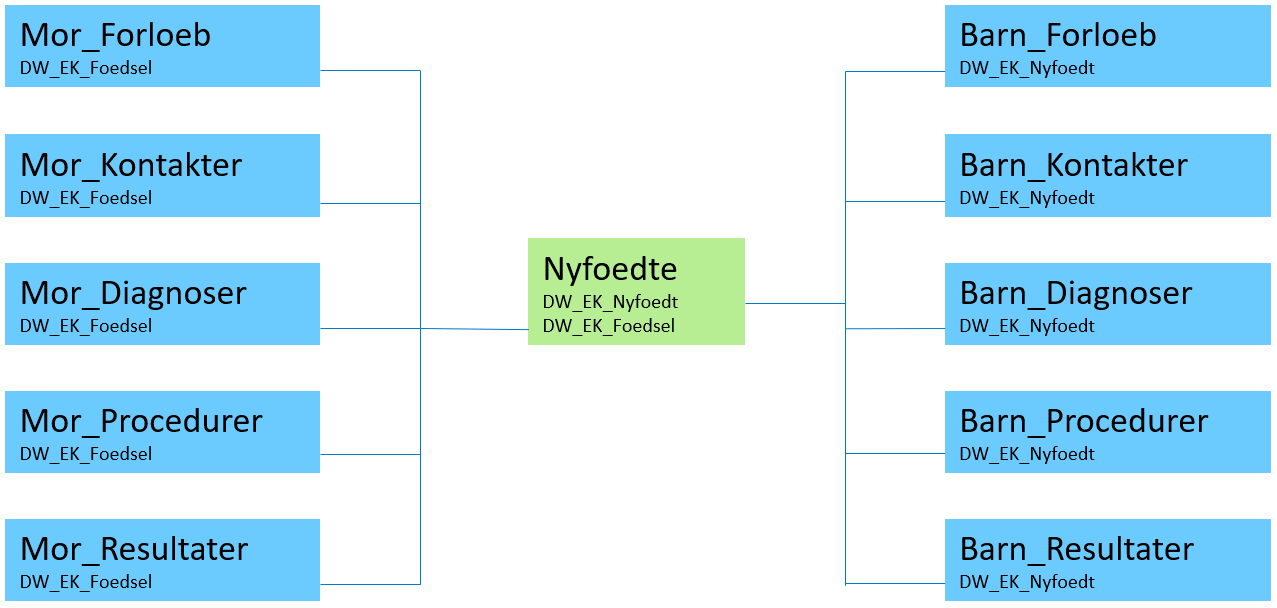 Mor_Forloeb
DW_EK_Foedsel
Mor_Kontakter
DW_EK_Foedsel
Mor_Diagnoser
DW_EK_Foedsel
Mor_Procedurer
DW_EK_Foedsel
Mor_Resultater
DW_EK_Foedsel
Nyfoedte
DW_EK_Nyfoedt
DW_EK_Foedsel
Barn_Forloeb
DW_EK_Nyfoedt
Barn_Kontakter
DW_EK_Nyfoedt
Barn_Diagnoser
DW_EK_Nyfoedt
Barn_Procedurer
DW_EK_Nyfoedt
Barn_Resultater
DW_EK_Nyfoedt